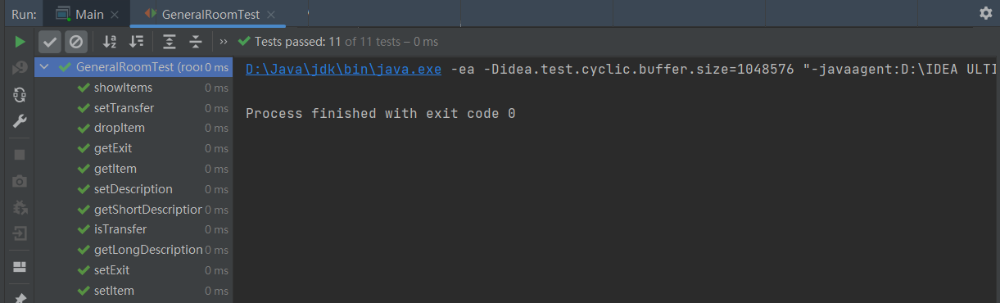 Run: Main × GeneralRoomTest ×
Tests passed: 11 of 11 tests – 0 ms
GeneralRoomTest (room 0 ms
showItems 0 ms
setTransfer 0 ms
dropItem 0 ms
getExit 0 ms
getItem 0 ms
setDescription 0 ms
getShortDescription 0 ms
isTransfer 0 ms
getLongDescription 0 ms
setExit 0 ms
setItem 0 ms
D:\Java\jdk\bin\java.exe -ea -Didea.test.cyclic.buffer.size=1048576 "-javaagent:D:\IDEA ULTI
Process finished with exit code 0